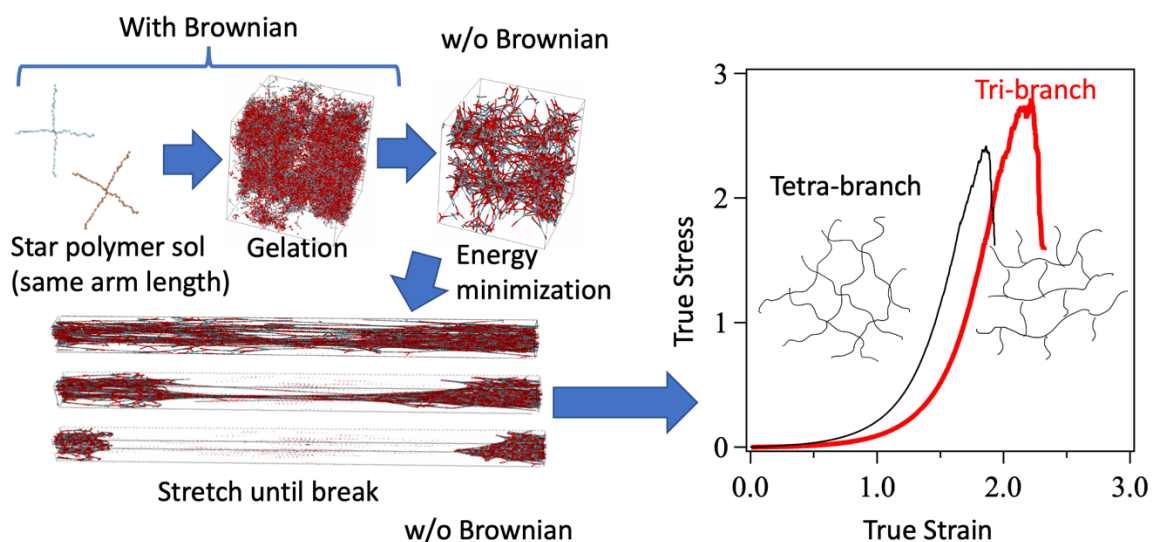 With Brownian
w/o Brownian
Star polymer sol
(same arm length)
Gelation
Energy
minimization
Stretch until break
w/o Brownian
3
2
1
0
True Stress
Tri-branch
Tetra-branch
0.0 1.0 2.0 3.0
True Strain